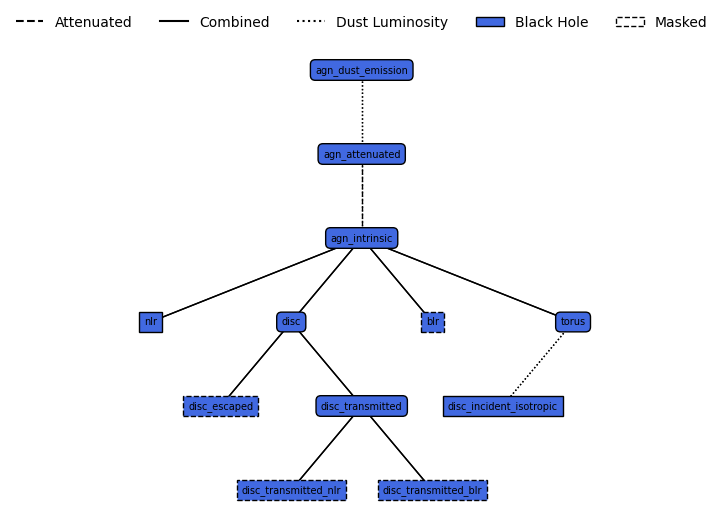 Attenuated Combined Dust Luminosity Black Hole Masked
agn_dust_emission
agn_attenuated
agn_intrinsic
nlr disc blr torus
disc_escaped disc_transmitted disc_incident_isotropic
disc_transmitted_nlr disc_transmitted_blr